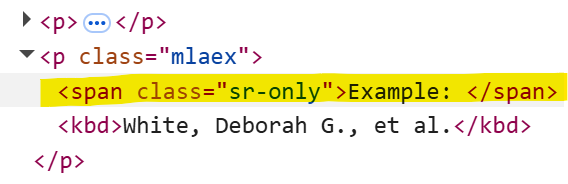 <p>…</p>
<p class="mlaex">
<span class="sr-only">Example: </span>
<kbd>White, Deborah G., et al.</kbd>
</p>